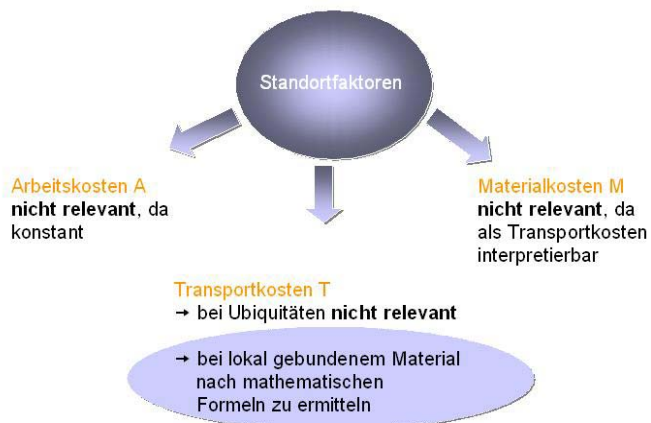 Standortfaktoren
Arbeitskosten A
nicht relevant, da
konstant
Materialkosten M
nicht relevant, da
als Transportkosten
interpretierbar
Transportkosten T
→ bei Ubiquitäten nicht relevant
→ bei lokal gebundenem Material
nach mathematischen
Formeln zu ermitteln